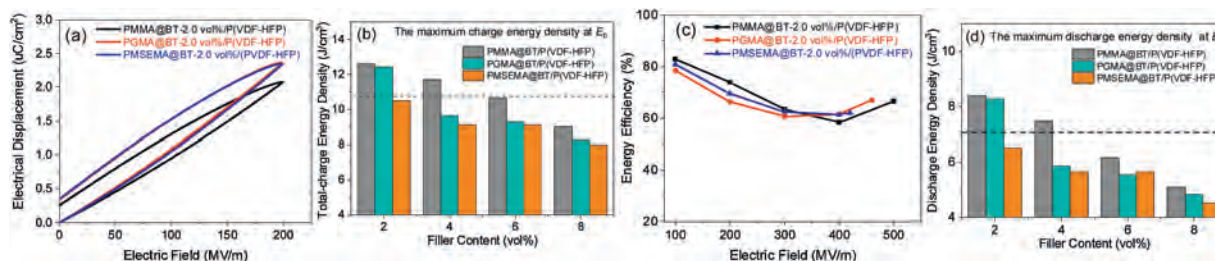 (a)
PMMA@BT-2.0 vol%/P(VDF-HFP)
PGMA@BT-2.0 vol%/P(VDF-HFP)
PMSEMA@BT-2.0 vol%/(PVDF-HFP)
Electrical Displacement (uC/cm²)
2.5
2.0
1.5
1.0
0.5
0.0
0 50 100 150 200
Electric Field (MV/m)
(b)
The maximum charge energy density at Eb
PMMA@BT/P(VDF-HFP)
PGMA@BT/P(VDF-HFP)
PMSEMA@BT/P(VDF-HFP)
Total-charge Energy Density (J/cm³)
14
12
10
8
6
4
2 4 6 8
Filler Content (vol%)
(c)
PMMA@BT-2.0 vol%/P(VDF-HFP)
PGMA@BT-2.0 vol%/P(VDF-HFP)
PMSEMA@BT-2.0 vol%/(PVDF-HFP)
Energy Efficiency (%)
100
80
60
40
20
100 200 300 400 500
Electric Field (MV/m)
(d)
The maximum discharge energy density at E
PMMA@BT/P(VDF-HFP)
PGMA@BT/P(VDF-HFP)
PMSEMA@BT/P(VDF-HFP)
Discharge Energy Density (J/cm³)
10
8
6
4
2 4 6 8
Filler Content (vol%)